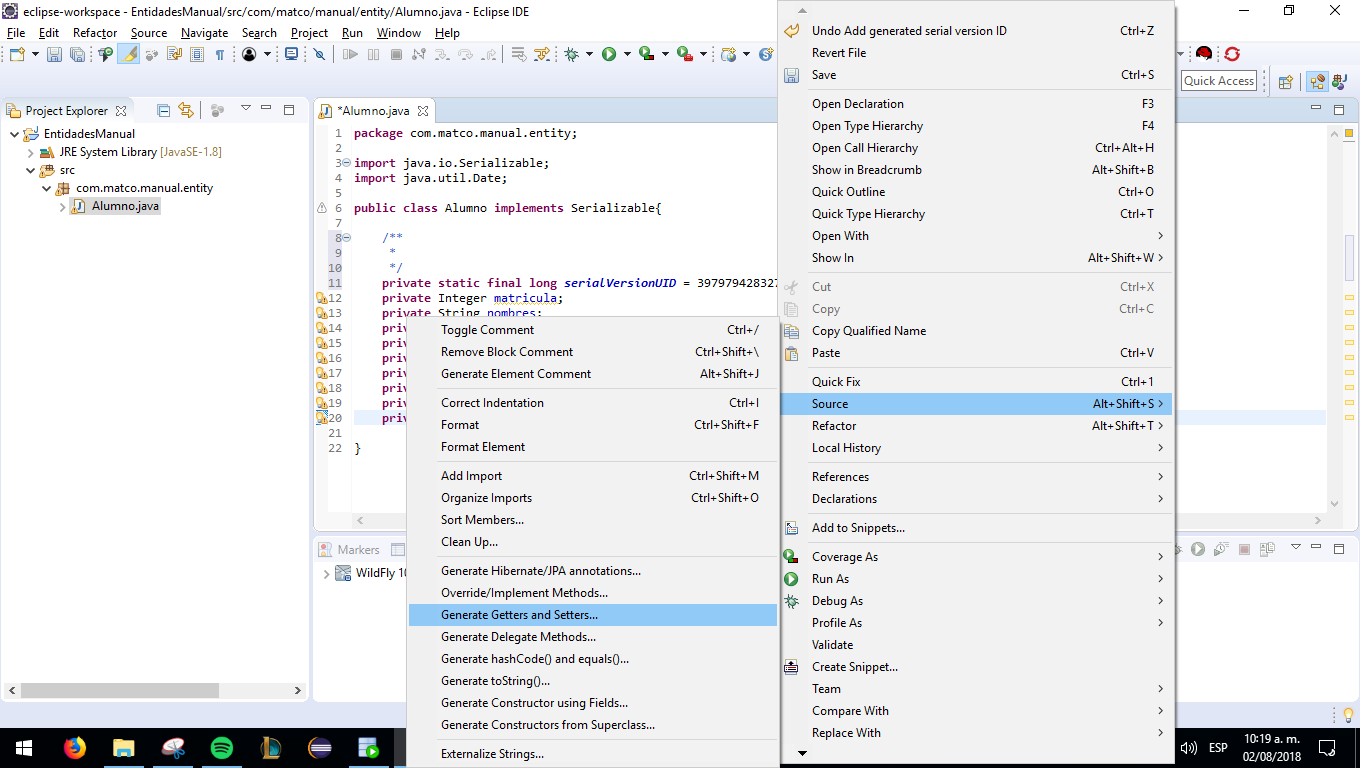 eclipse-workspace - EntidadesManual/src/com/matco/manual/entity/Alumno.java - Eclipse IDE
File Edit Refactor Source Navigate Search Project Run Window Help
Quick Access
Project Explorer
EntidadesManual
JRE System Library [JavaSE-1.8]
src
com.matco.manual.entity
Alumno.java
*Alumno.java
1 package com.matco.manual.entity;
2
3 import java.io.Serializable;
4 import java.util.Date;
5
6 public class Alumno implements Serializable{
7
8 /**
9 *
10 */
11 private static final long serialVersionUID = 397979428327
12 private Integer matricula;
13 private String nombres;
14 priv
15 priv
16 priv
17 priv
18 priv
19 priv
20 priv
21
22 }
Markers
WildFly 10
Toggle Comment Ctrl+/
Remove Block Comment Ctrl+Shift+\
Generate Element Comment Alt+Shift+J
Correct Indentation Ctrl+I
Format Ctrl+Shift+F
Format Element
Add Import Ctrl+Shift+M
Organize Imports Ctrl+Shift+O
Sort Members...
Clean Up...
Generate Hibernate/JPA annotations...
Override/Implement Methods...
Generate Getters and Setters...
Generate Delegate Methods...
Generate hashCode() and equals()...
Generate toString()...
Generate Constructor using Fields...
Generate Constructors from Superclass...
Externalize Strings...
Undo Add generated serial version ID Ctrl+Z
Revert File
Save Ctrl+S
Open Declaration F3
Open Type Hierarchy F4
Open Call Hierarchy Ctrl+Alt+H
Show in Breadcrumb Alt+Shift+B
Quick Outline Ctrl+O
Quick Type Hierarchy Ctrl+T
Open With
Show In Alt+Shift+W
Cut Ctrl+X
Copy Ctrl+C
Copy Qualified Name
Paste Ctrl+V
Quick Fix Ctrl+1
Source Alt+Shift+S
Refactor Alt+Shift+T
Local History
References
Declarations
Add to Snippets...
Coverage As
Run As
Debug As
Profile As
Validate
Create Snippet...
Team
Compare With
Replace With
ESP
10:19 a. m.
02/08/2018